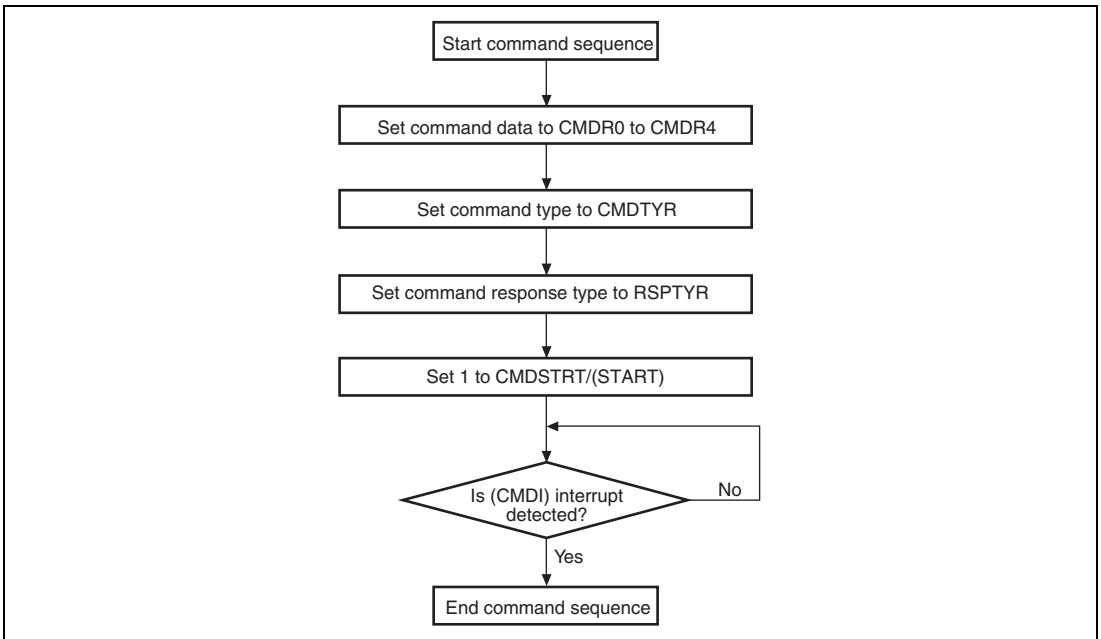 Start command sequence
Set command data to CMDR0 to CMDR4
Set command type to CMDTYR
Set command response type to RSPTYR
Set 1 to CMDSTRT/(START)
Is (CMDI) interrupt
detected?
No
Yes
End command sequence